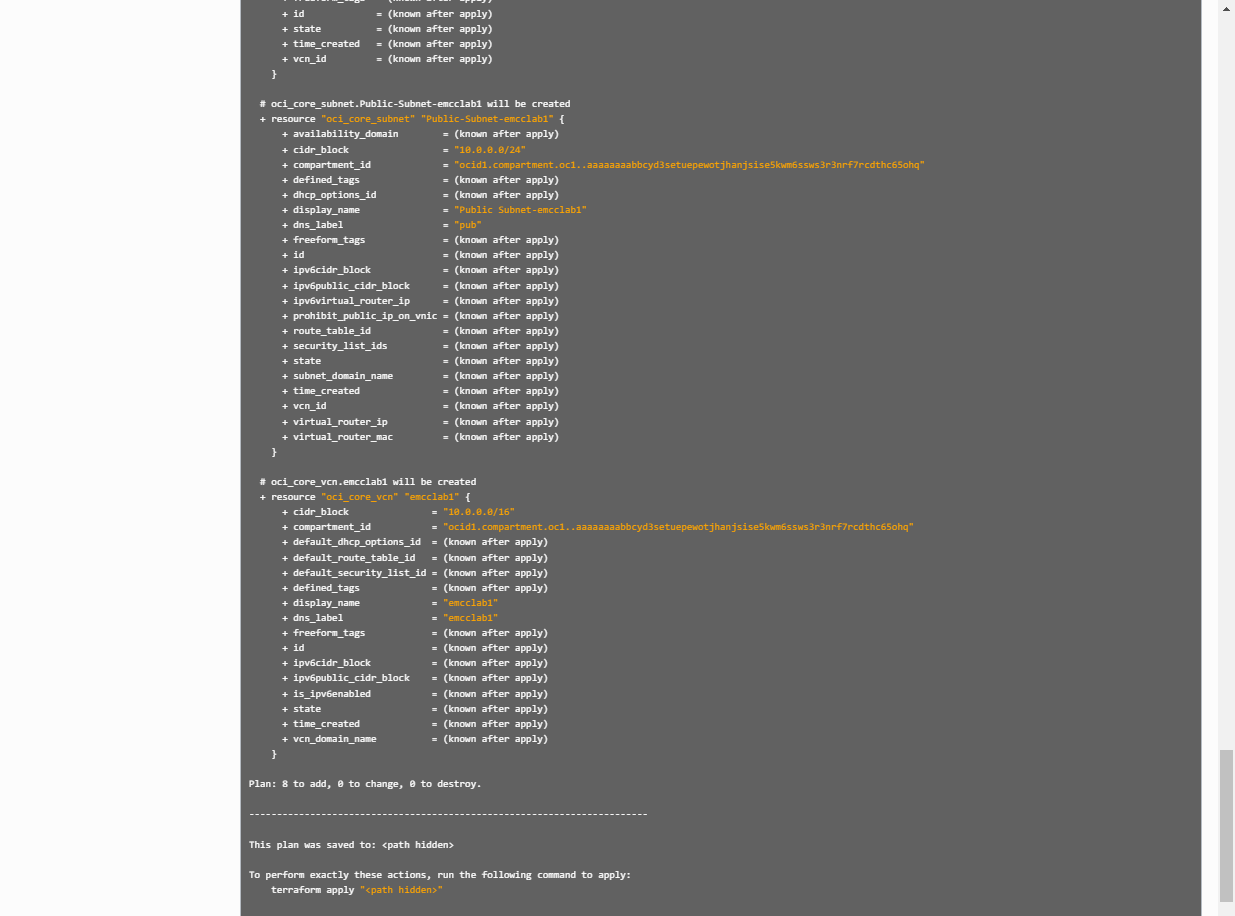 + id             = (known after apply)
+ state          = (known after apply)
+ time_created   = (known after apply)
+ vcn_id         = (known after apply)
}
# oci_core_subnet.Public-Subnet-emcclab1 will be created
+ resource "oci_core_subnet" "Public-Subnet-emcclab1" {
+ availability_domain        = (known after apply)
+ cidr_block                 = "10.0.0.0/24"
+ compartment_id             = "ocid1.compartment.oc1..aaaaaaaabbcyd3setuepewotjhanjsise5kwm6ssws3r3nrf7rcdthc65ohq"
+ defined_tags               = (known after apply)
+ dhcp_options_id            = (known after apply)
+ display_name               = "Public Subnet-emcclab1"
+ dns_label                  = "pub"
+ freeform_tags              = (known after apply)
+ id                         = (known after apply)
+ ipv6cidr_block             = (known after apply)
+ ipv6public_cidr_block      = (known after apply)
+ ipv6virtual_router_ip      = (known after apply)
+ prohibit_public_ip_on_vnic = (known after apply)
+ route_table_id             = (known after apply)
+ security_list_ids          = (known after apply)
+ state                      = (known after apply)
+ subnet_domain_name         = (known after apply)
+ time_created               = (known after apply)
+ vcn_id                     = (known after apply)
+ virtual_router_ip          = (known after apply)
+ virtual_router_mac         = (known after apply)
}
# oci_core_vcn.emcclab1 will be created
+ resource "oci_core_vcn" "emcclab1" {
+ cidr_block               = "10.0.0.0/16"
+ compartment_id           = "ocid1.compartment.oc1..aaaaaaaabbcyd3setuepewotjhanjsise5kwm6ssws3r3nrf7rcdthc65ohq"
+ default_dhcp_options_id  = (known after apply)
+ default_route_table_id   = (known after apply)
+ default_security_list_id = (known after apply)
+ defined_tags             = (known after apply)
+ display_name             = "emcclab1"
+ dns_label                = "emcclab1"
+ freeform_tags            = (known after apply)
+ id                       = (known after apply)
+ ipv6cidr_block           = (known after apply)
+ ipv6public_cidr_block    = (known after apply)
+ is_ipv6enabled           = (known after apply)
+ state                    = (known after apply)
+ time_created             = (known after apply)
+ vcn_domain_name          = (known after apply)
}
Plan: 8 to add, 0 to change, 0 to destroy.
------------------------------------------------------------------------
This plan was saved to: <path hidden>
To perform exactly these actions, run the following command to apply:
terraform apply "<path hidden>"